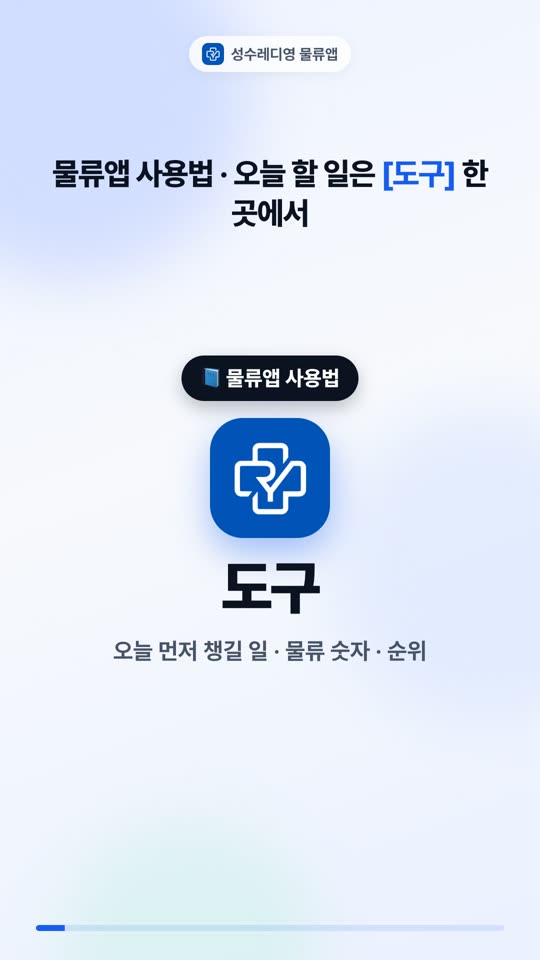 성수레디영 물류앱
물류앱 사용법 · 오늘 할 일은 [도구] 한
곳에서
물류앱 사용법
도구
오늘 먼저 챙길 일 · 물류 숫자 · 순위